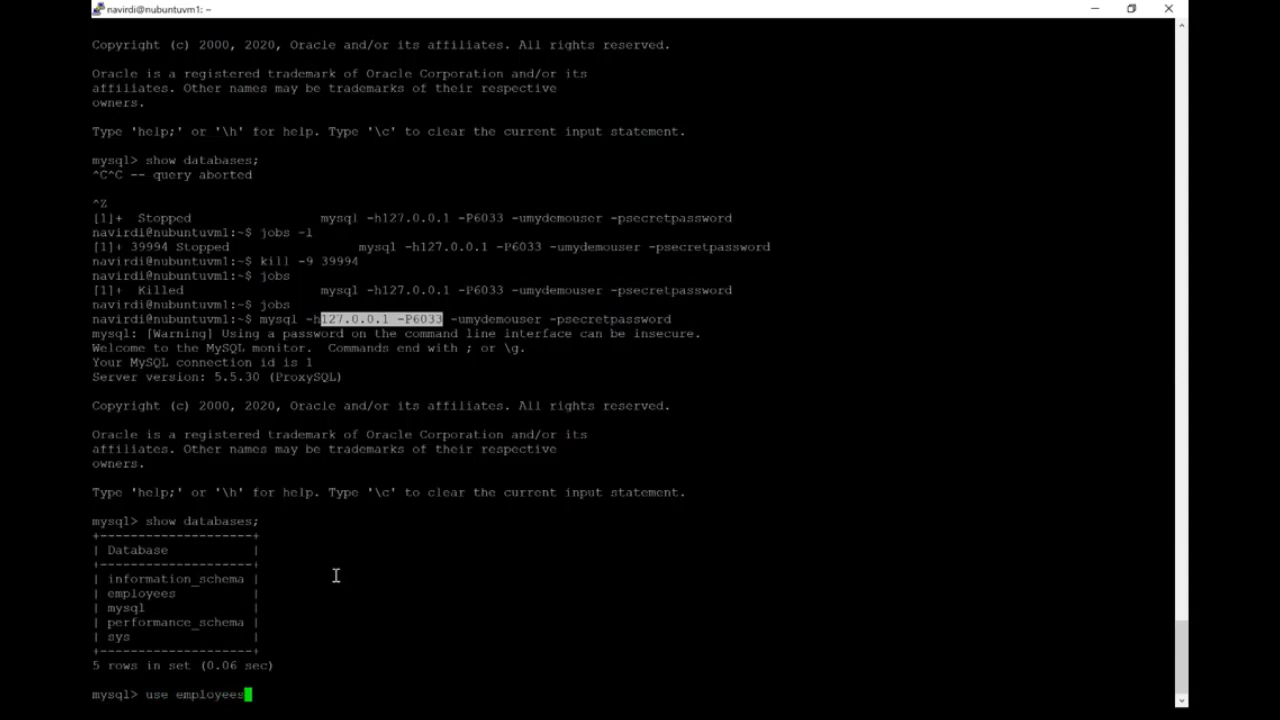 navirdi@nubuntuvm1: ~
Copyright (c) 2000, 2020, Oracle and/or its affiliates. All rights reserved.
Oracle is a registered trademark of Oracle Corporation and/or its
affiliates. Other names may be trademarks of their respective
owners.
Type 'help;' or '\h' for help. Type '\c' to clear the current input statement.
mysql> show databases;
^C^C -- query aborted
^Z
[1]+  Stopped                 mysql -h127.0.0.1 -P6033 -umydemouser -psecretpassword
navirdi@nubuntuvm1:~$ jobs -l
[1]+ 39994 Stopped                 mysql -h127.0.0.1 -P6033 -umydemouser -psecretpassword
navirdi@nubuntuvm1:~$ kill -9 39994
navirdi@nubuntuvm1:~$ jobs
[1]+  Killed                  mysql -h127.0.0.1 -P6033 -umydemouser -psecretpassword
navirdi@nubuntuvm1:~$ jobs
navirdi@nubuntuvm1:~$ mysql -h127.0.0.1 -P6033 -umydemouser -psecretpassword
mysql: [Warning] Using a password on the command line interface can be insecure.
Welcome to the MySQL monitor.  Commands end with ; or \g.
Your MySQL connection id is 1
Server version: 5.5.30 (ProxySQL)
Copyright (c) 2000, 2020, Oracle and/or its affiliates. All rights reserved.
Oracle is a registered trademark of Oracle Corporation and/or its
affiliates. Other names may be trademarks of their respective
owners.
Type 'help;' or '\h' for help. Type '\c' to clear the current input statement.
mysql> show databases;
+--------------------+
| Database           |
+--------------------+
| information_schema |
| employees          |
| mysql              |
| performance_schema |
| sys                |
+--------------------+
5 rows in set (0.06 sec)
mysql> use employees